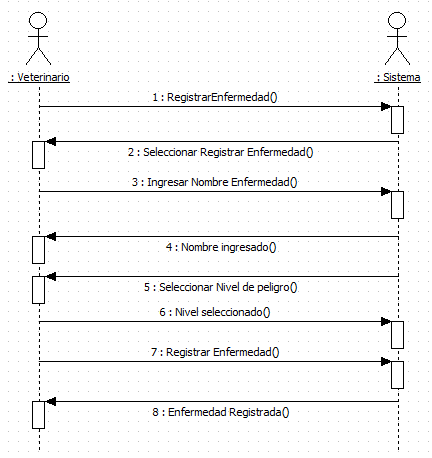 : Veterinario
: Sistema
1 : RegistrarEnfermedad()
2 : Seleccionar Registrar Enfermedad()
3 : Ingresar Nombre Enfermedad()
4 : Nombre ingresado()
5 : Seleccionar Nivel de peligro()
6 : Nivel seleccionado()
7 : Registrar Enfermedad()
8 : Enfermedad Registrada()